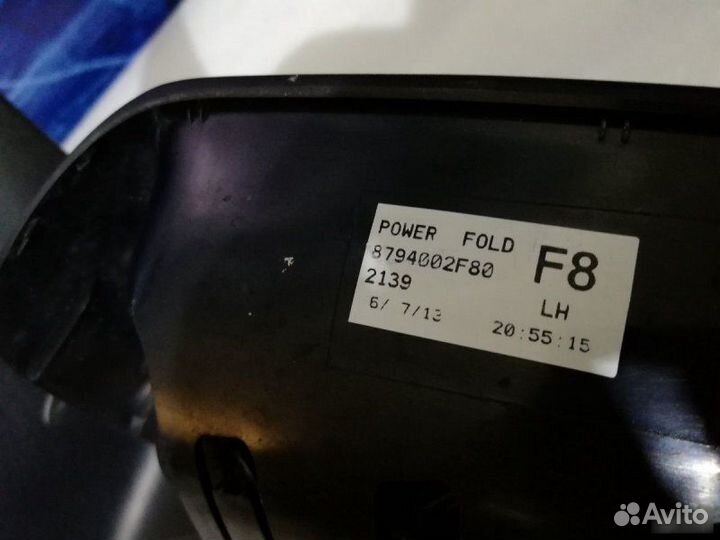 POWER FOLD
8794002F80
F8
2139
LH
6/ 7/13
20:55:15
Avito